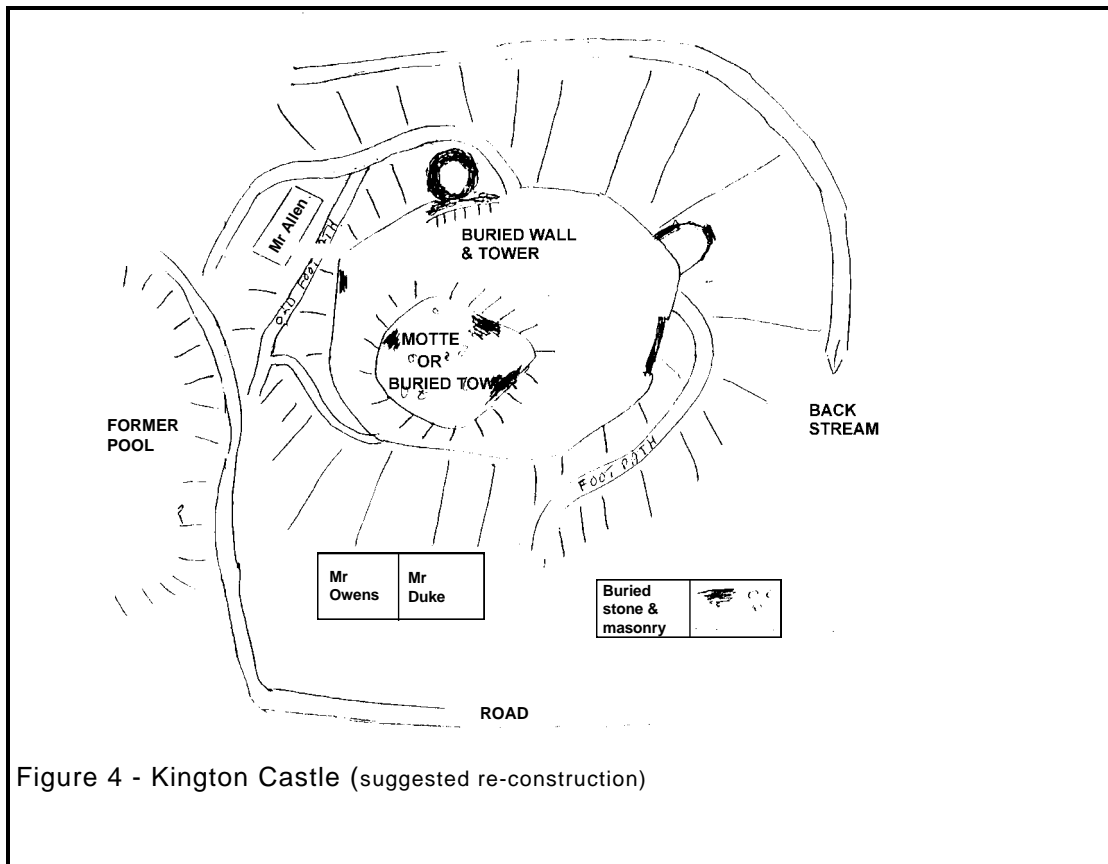 Mr Allen
OLD FOOT PATH
BURIED WALL
& TOWER
MOTTE
OR
BURIED TOWER
FORMER
POOL
BACK
STREAM
FOOT PATH
Mr
Owens
Mr
Duke
Buried
stone &
masonry
ROAD
Figure 4 - Kington Castle (suggested re-construction)